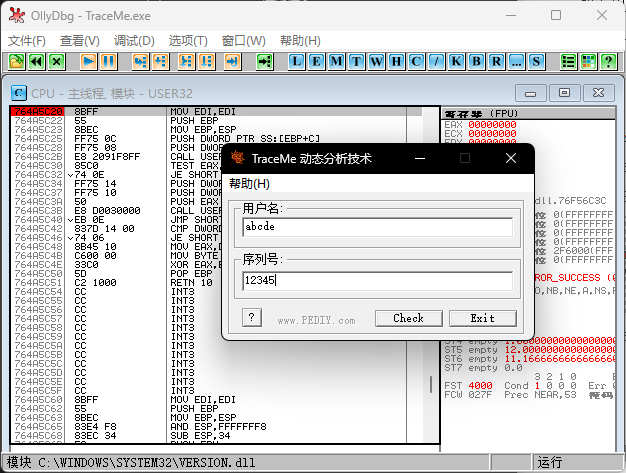 OllyDbg - TraceMe.exe
文件(F) 查看(V) 调试(D) 选项(T) 窗口(W) 帮助(H)
L E M T W H C / K B R ... S ?
C CPU - 主线程, 模块 - USER32
764A5C20 8BFF MOV EDI,EDI
764A5C22 55 PUSH EBP
764A5C23 8BEC MOV EBP,ESP
764A5C25 FF75 0C PUSH DWORD PTR SS:[EBP+C]
764A5C28 FF75 08 PUSH DWO
764A5C2B E8 2091F8FF CALL USER
764A5C30 85C0 TEST EAX,
764A5C32 74 0E JE SHORT
764A5C34 FF75 14 PUSH DWO
764A5C37 FF75 10 PUSH DWO
764A5C3A 50 PUSH EAX
764A5C3B E8 D0030000 CALL USER
764A5C40 EB 0E JMP SHORT
764A5C42 837D 14 00 CMP DWORD
764A5C46 74 06 JE SHORT
764A5C48 8B45 10 MOV EAX,D
764A5C4B C600 00 MOV BYTE
764A5C4E 33C0 XOR EAX,E
764A5C50 5D POP EBP
764A5C51 C2 1000 RETN 10
764A5C54 CC INT3
764A5C55 CC INT3
764A5C56 CC INT3
764A5C57 CC INT3
764A5C58 CC INT3
764A5C59 CC INT3
764A5C5A CC INT3
764A5C5B CC INT3
764A5C5C CC INT3
764A5C5D CC INT3
764A5C5E CC INT3
764A5C5F CC INT3
764A5C60 8BFF MOV EDI,EDI
764A5C62 55 PUSH EBP
764A5C63 8BEC MOV EBP,ESP
764A5C65 83E4 F8 AND ESP,FFFFFFF8
764A5C68 83EC 34 SUB ESP,34
寄存器 (FPU)
EAX 00000000
ECX 00000000
dll.76F56C3C
位 0(FFFFFFFF
位 0(FFFFFFFF
位 0(FFFFFFFF
位 0(FFFFFFFF
位 2F6000(FFF
位 0(FFFFFFFF
ROR_SUCCESS (
O,NB,NE,A,NS,
ST5 empty 12.000000000000000
ST6 empty 11.166666666666666
ST7 empty 0.0
3 2 1 0
FST 4000 Cond 1 0 0 0 Err 0
FCW 027F Prec NEAR,53 掩码
TraceMe 动态分析技术
帮助(H)
用户名:
abcde
序列号:
12345
? www.PEDIY.com Check Exit
模块 C:\WINDOWS\SYSTEM32\VERSION.dll 运行